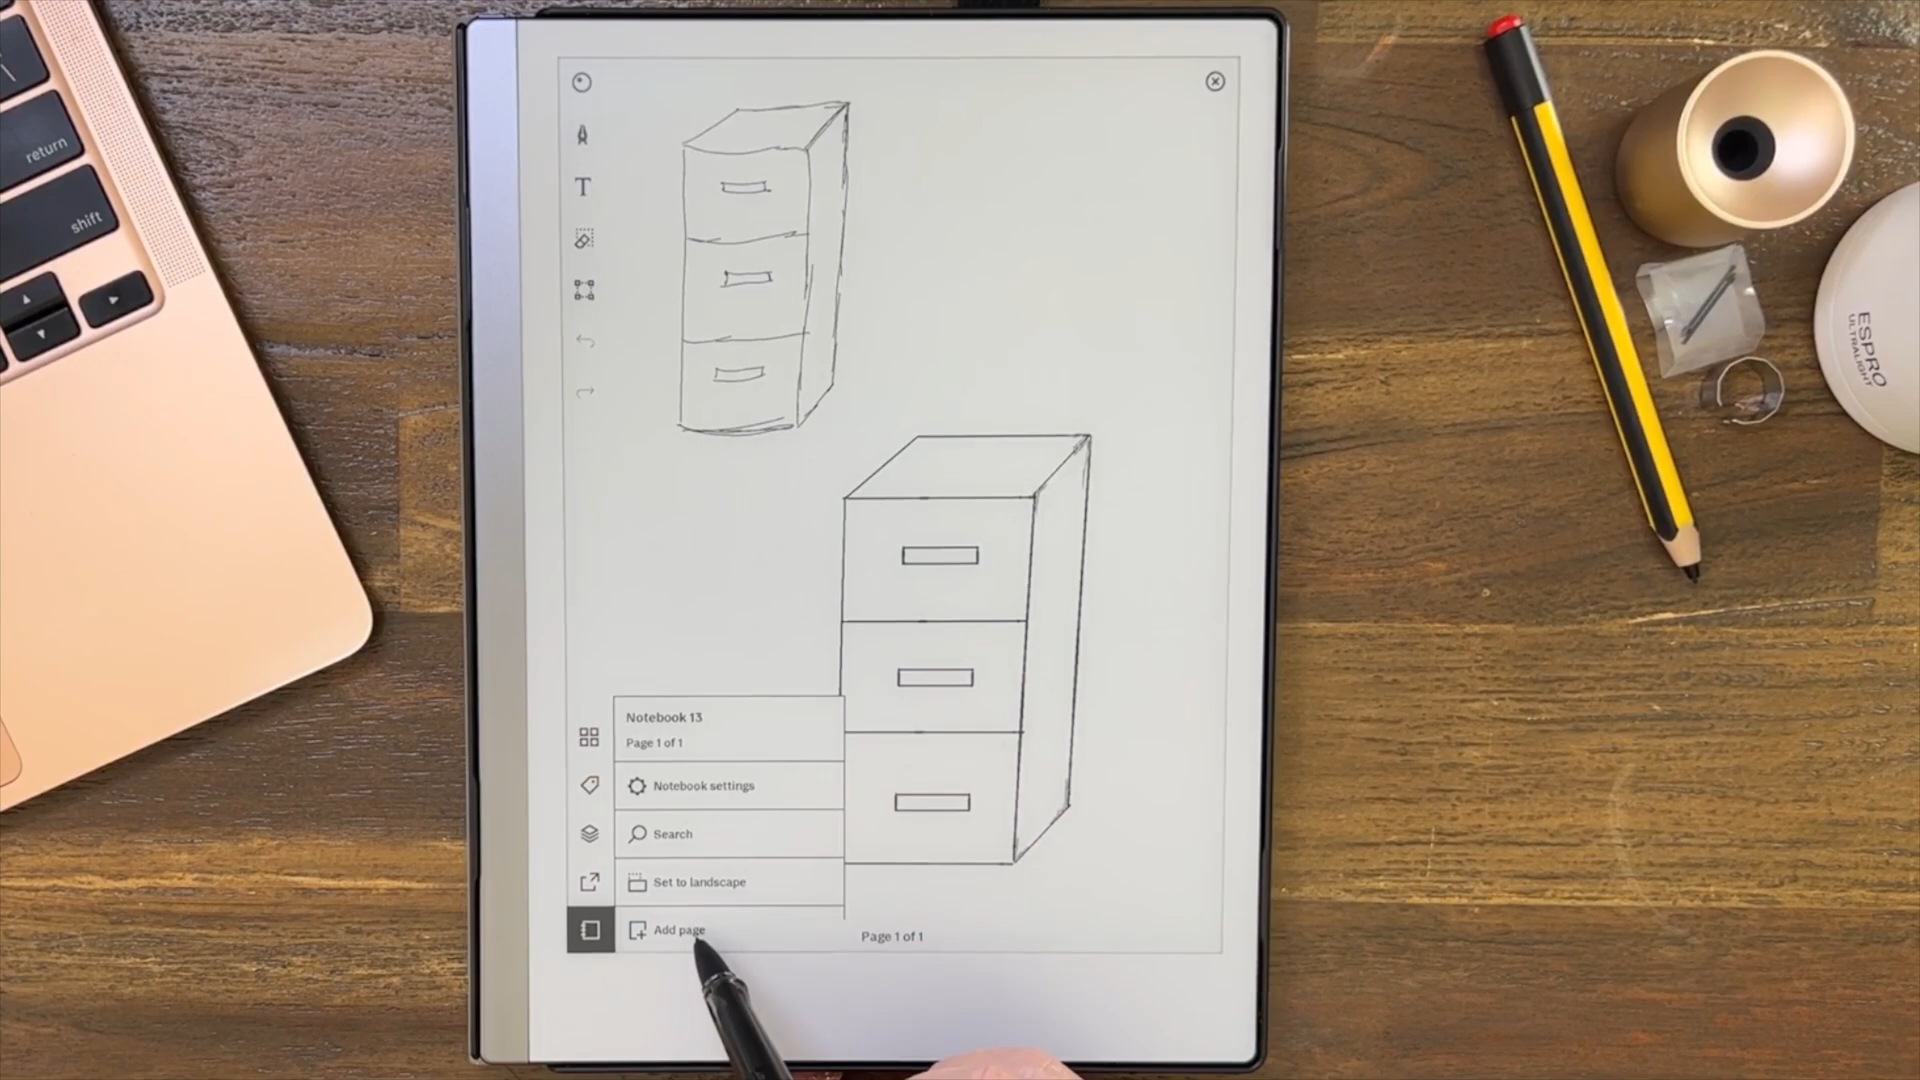 return
shift
T
Notebook 13
Page 1 of 1
Notebook settings
Search
Set to landscape
Add page
Page 1 of 1
ESPRO
ULTRALIGHT